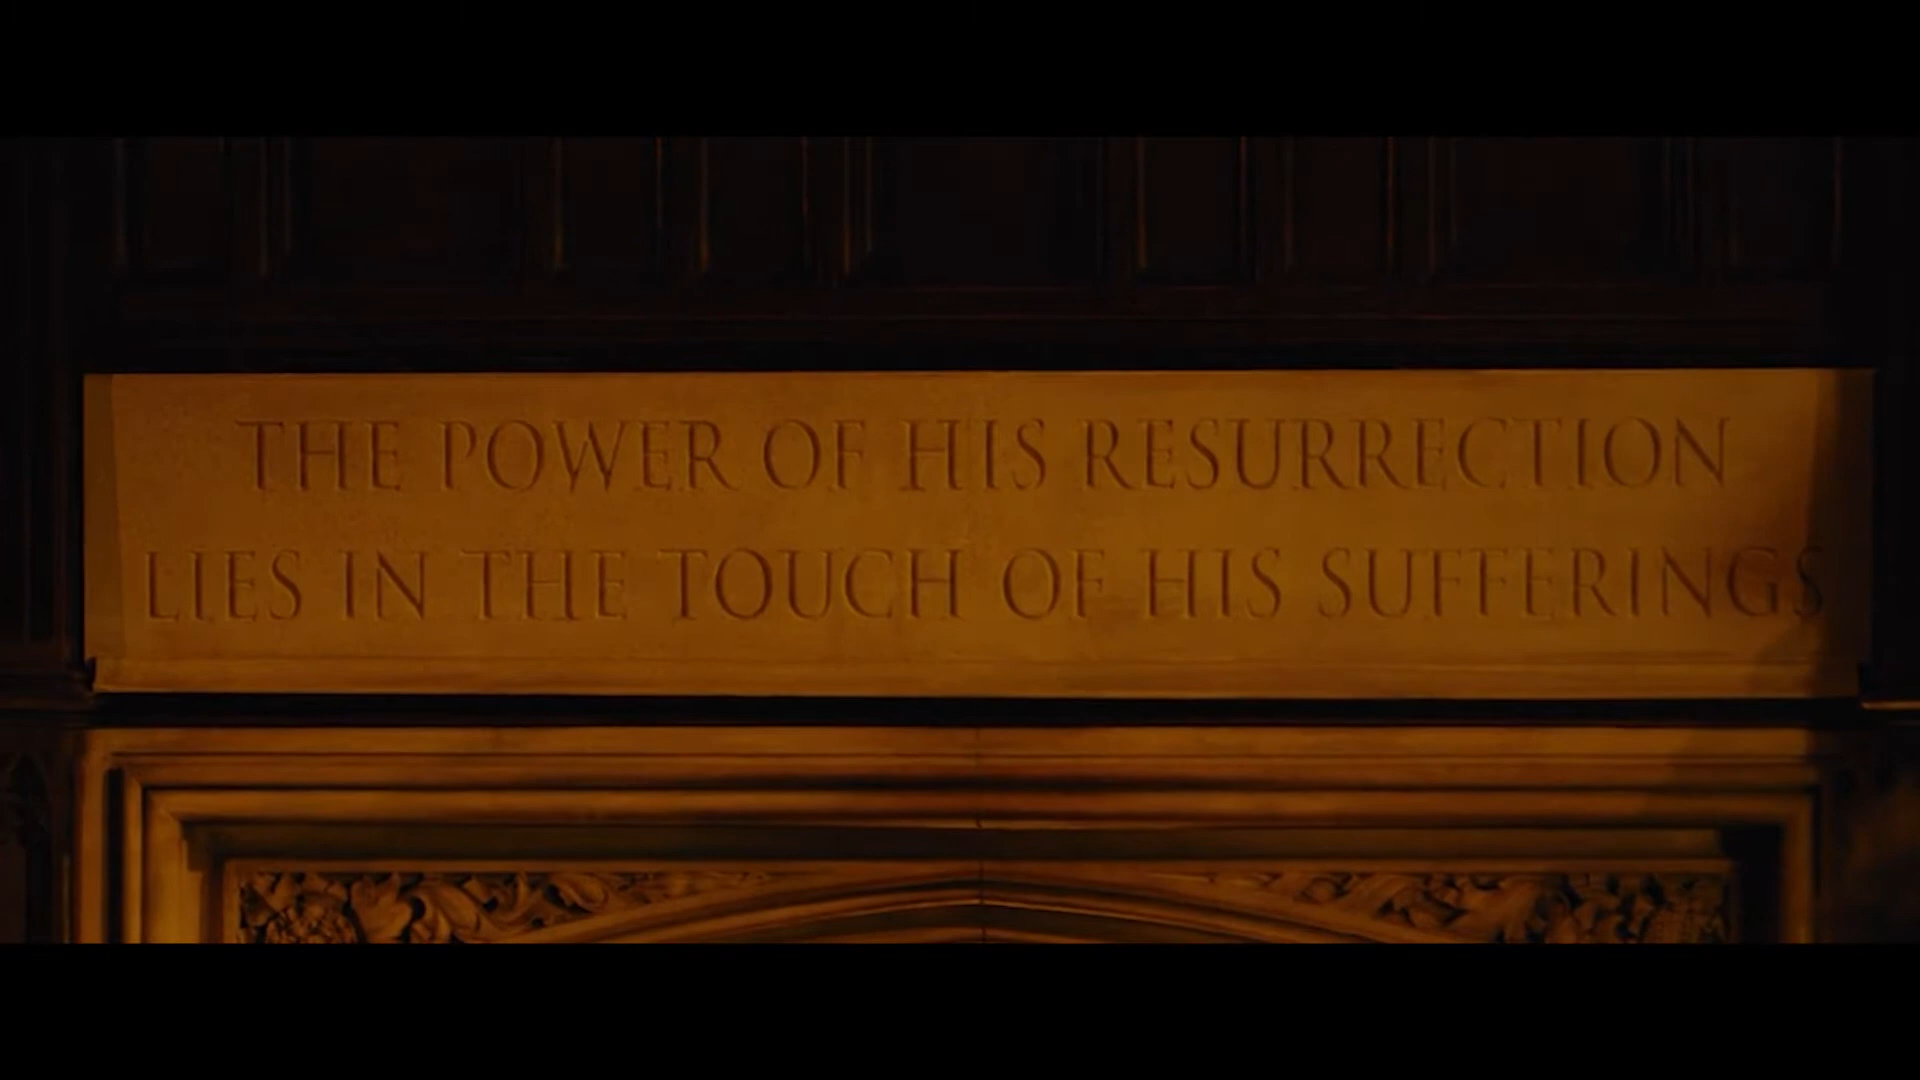 THE POWER OF HIS RESURRECTION
LIES IN THE TOUCH OF HIS SUFFERINGS